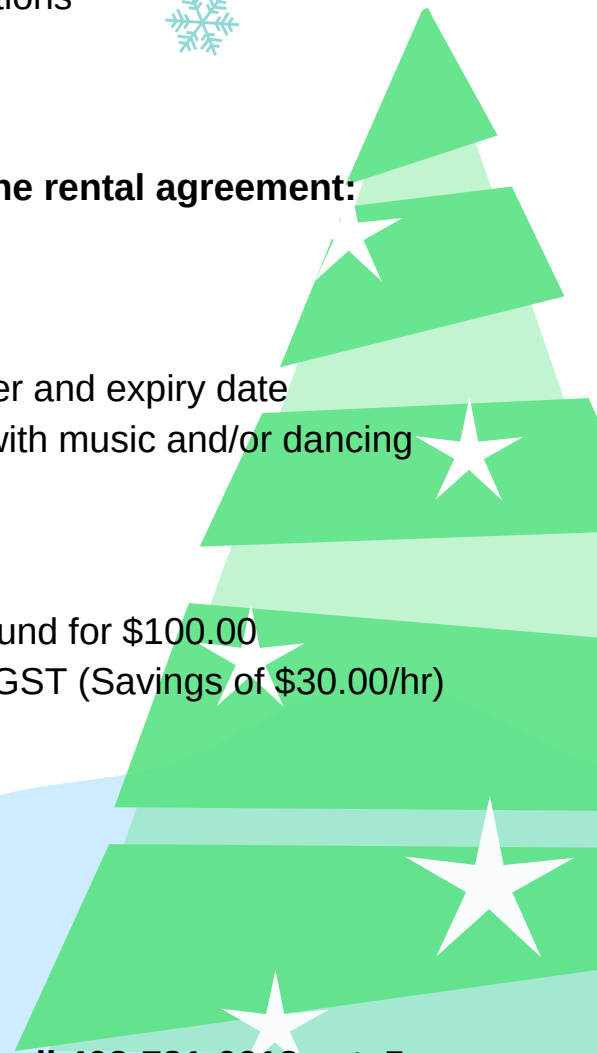 tions
he rental agreement:
er and expiry date
with music and/or dancing
und for $100.00
GST (Savings of $30.00/hr)